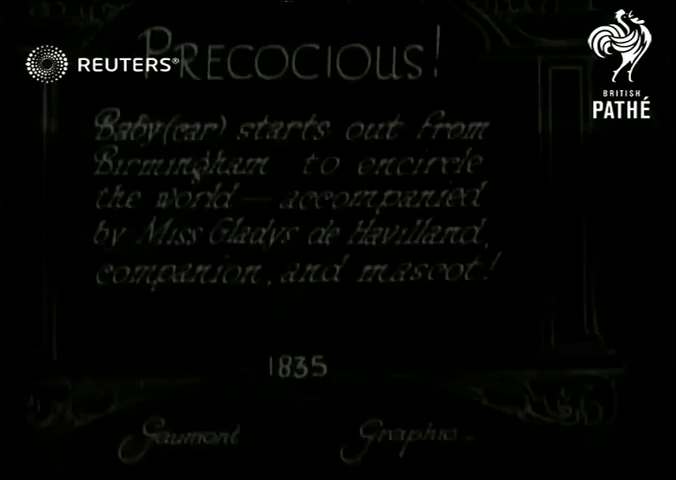 PRECOCIOUS!
REUTERS®
BRITISH
PATHÉ
Baby (car) starts out from
Birmingham to encircle
the world — accompanied
by Miss Gladys de Havilland,
companion, and mascot!
1835
Gaumont Graphic